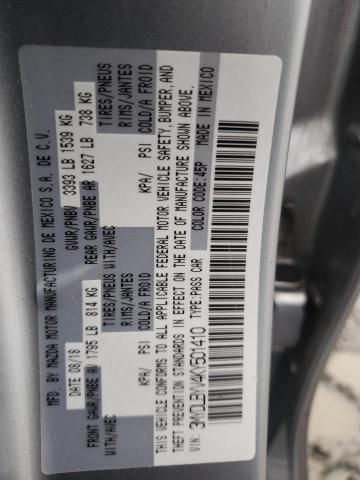 MFD. BY MAZDA MOTOR MANUFACTURING DE MEXICO S.A. DE C.V.
DATE 08/18 GVWR/PNBV 3393 LB 1539 KG
FRONT GAWR/PNBE AV 1795 LB 814 KG REAR GAWR/PNBE AR 1627 LB 738 KG
WITH/AVEC TIRES/PNEUS WITH/AVEC TIRES/PNEUS
RIMS/JANTES RIMS/JANTES
KPA/ PSI COLD/A FROID KPA/ PSI COLD/A FROID
THIS VEHICLE CONFORMS TO ALL APPLICABLE FEDERAL MOTOR VEHICLE SAFETY, BUMPER, AND
THEFT PREVENTION STANDARDS IN EFFECT ON THE DATE OF MANUFACTURE SHOWN ABOVE.
VIN: TYPE:PASS CAR COLOR CODE:45P MADE IN MEXICO